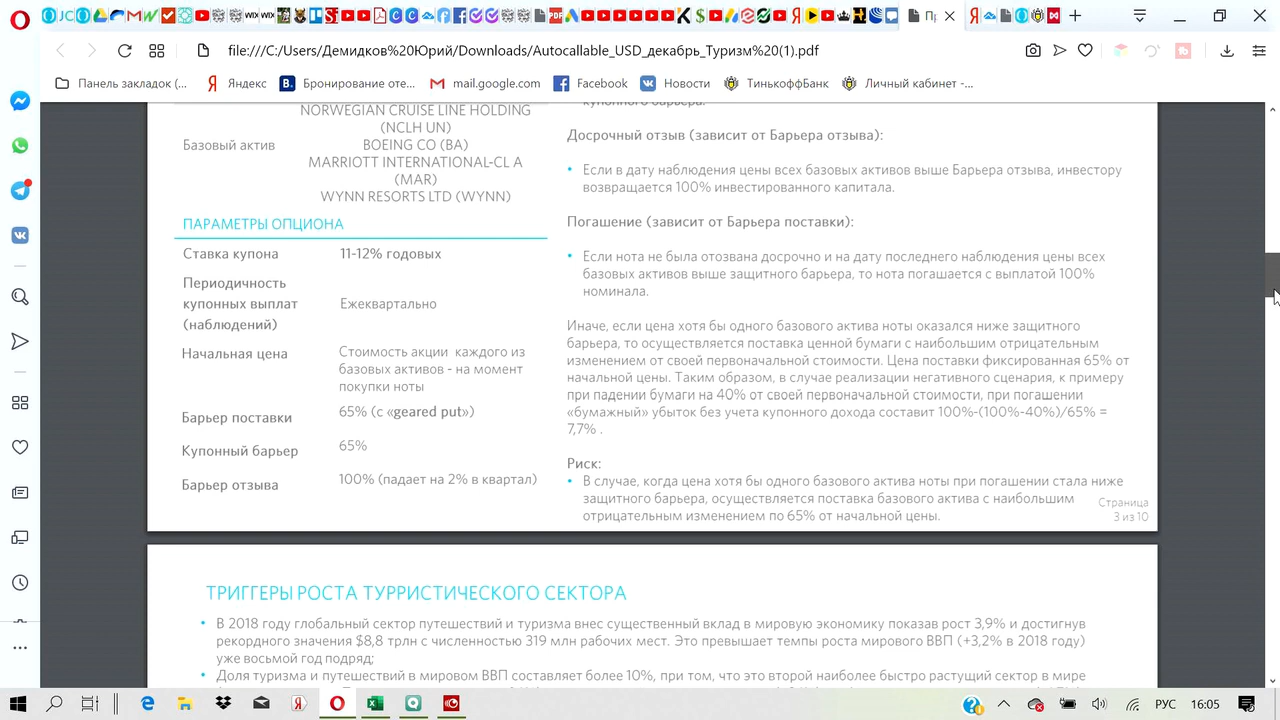 file:///C:/Users/Демидков%20Юрий/Downloads/Autocallable_USD_декабрь_Туризм%20(1).pdf
Панель закладок (...
Яндекс
Бронирование оте...
mail.google.com
Facebook
Новости
ТинькоффБанк
Личный кабинет -...
NORWEGIAN CRUISE LINE HOLDING
(NCLH UN)
Базовый актив
BOEING CO (BA)
MARRIOTT INTERNATIONAL-CL A
(MAR)
WYNN RESORTS LTD (WYNN)
ПАРАМЕТРЫ ОПЦИОНА
Ставка купона
11-12% годовых
Периодичность
купонных выплат
(наблюдений)
Ежеквартально
Начальная цена
Стоимость акции каждого из
базовых активов - на момент
покупки ноты
Барьер поставки
65% (с «geared put»)
Купонный барьер
65%
Барьер отзыва
100% (падает на 2% в квартал)
купонного барьера.
Досрочный отзыв (зависит от Барьера отзыва):
• Если в дату наблюдения цены всех базовых активов выше Барьера отзыва, инвестору
возвращается 100% инвестированного капитала.
Погашение (зависит от Барьера поставки):
• Если нота не была отозвана досрочно и на дату последнего наблюдения цены всех
базовых активов выше защитного барьера, то нота погашается с выплатой 100%
номинала.
Иначе, если цена хотя бы одного базового актива ноты оказался ниже защитного
барьера, то осуществляется поставка ценной бумаги с наибольшим отрицательным
изменением от своей первоначальной стоимости. Цена поставки фиксированная 65% от
начальной цены. Таким образом, в случае реализации негативного сценария, к примеру
при падении бумаги на 40% от своей первоначальной стоимости, при погашении
«бумажный» убыток без учета купонного дохода составит 100%-(100%-40%)/65% =
7,7% .
Риск:
• В случае, когда цена хотя бы одного базового актива ноты при погашении стала ниже
защитного барьера, осуществляется поставка базового актива с наибольшим
отрицательным изменением по 65% от начальной цены.
Страница
3 из 10
ТРИГГЕРЫ РОСТА ТУРРИСТИЧЕСКОГО СЕКТОРА
• В 2018 году глобальный сектор путешествий и туризма внес существенный вклад в мировую экономику показав рост 3,9% и достигнув
рекордного значения $8,8 трлн с численностью 319 млн рабочих мест. Это превышает темпы роста мирового ВВП (+3,2% в 2018 году)
уже восьмой год подряд;
• Доля туризма и путешествий в мировом ВВП составляет более 10%, при том, что это второй наиболее быстро растущий сектор в мире
РУС
16:05